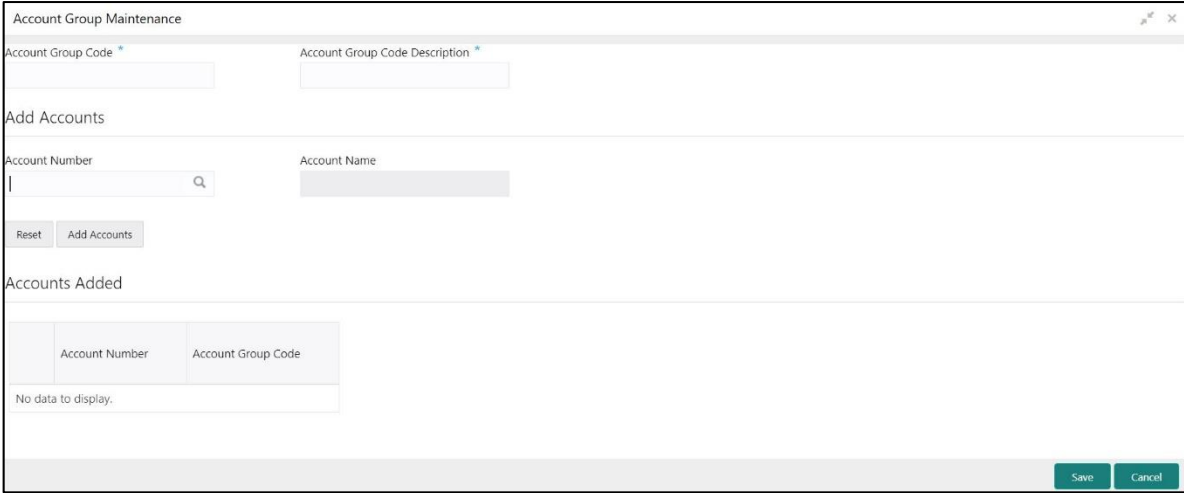 Account Group Maintenance
Account Group Code * Account Group Code Description *
Add Accounts
Account Number Account Name
Reset Add Accounts
Accounts Added
Account Number Account Group Code
No data to display.
Save Cancel